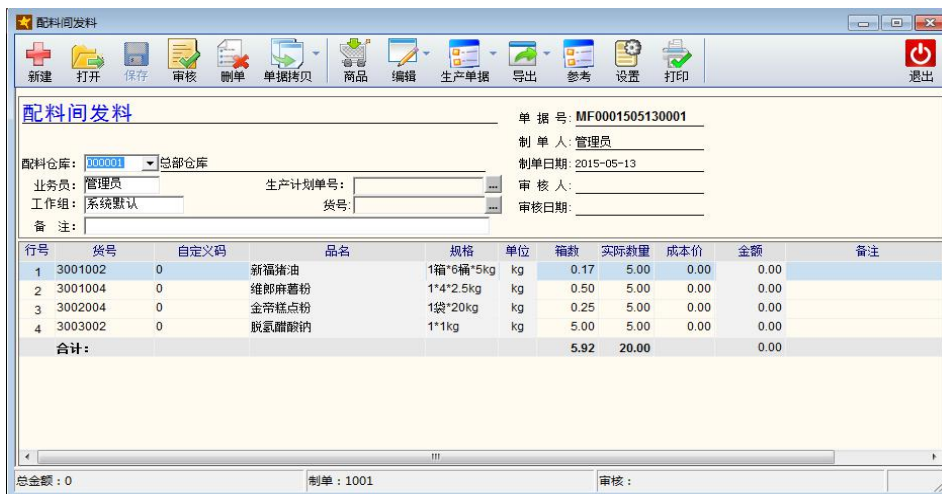 配料间发料
新建 打开 保存 审核 删单 单据拷贝 商品 编辑 生产单据 导出 参考 设置 打印 退出
配料间发料
单 据 号: MF0001505130001
制 单 人: 管理员
配料仓库: 000001 总部仓库 制单日期: 2015-05-13
业务员: 管理员 生产计划单号: ... 审 核 人:
工作组: 系统默认 货号: ... 审核日期:
备 注:
行号 货号 自定义码 品名 规格 单位 箱数 实际数量 成本价 金额 备注
1 3001002 0 新福猪油 1箱*6桶*5kg kg 0.17 5.00 0.00 0.00
2 3001004 0 维郎麻薯粉 1*4*2.5kg kg 0.50 5.00 0.00 0.00
3 3002004 0 金帝糕点粉 1袋*20kg kg 0.25 5.00 0.00 0.00
4 3003002 0 脱氢醋酸钠 1*1kg kg 5.00 5.00 0.00 0.00
合计: 5.92 20.00 0.00
总金额:0 制单:1001 审核: